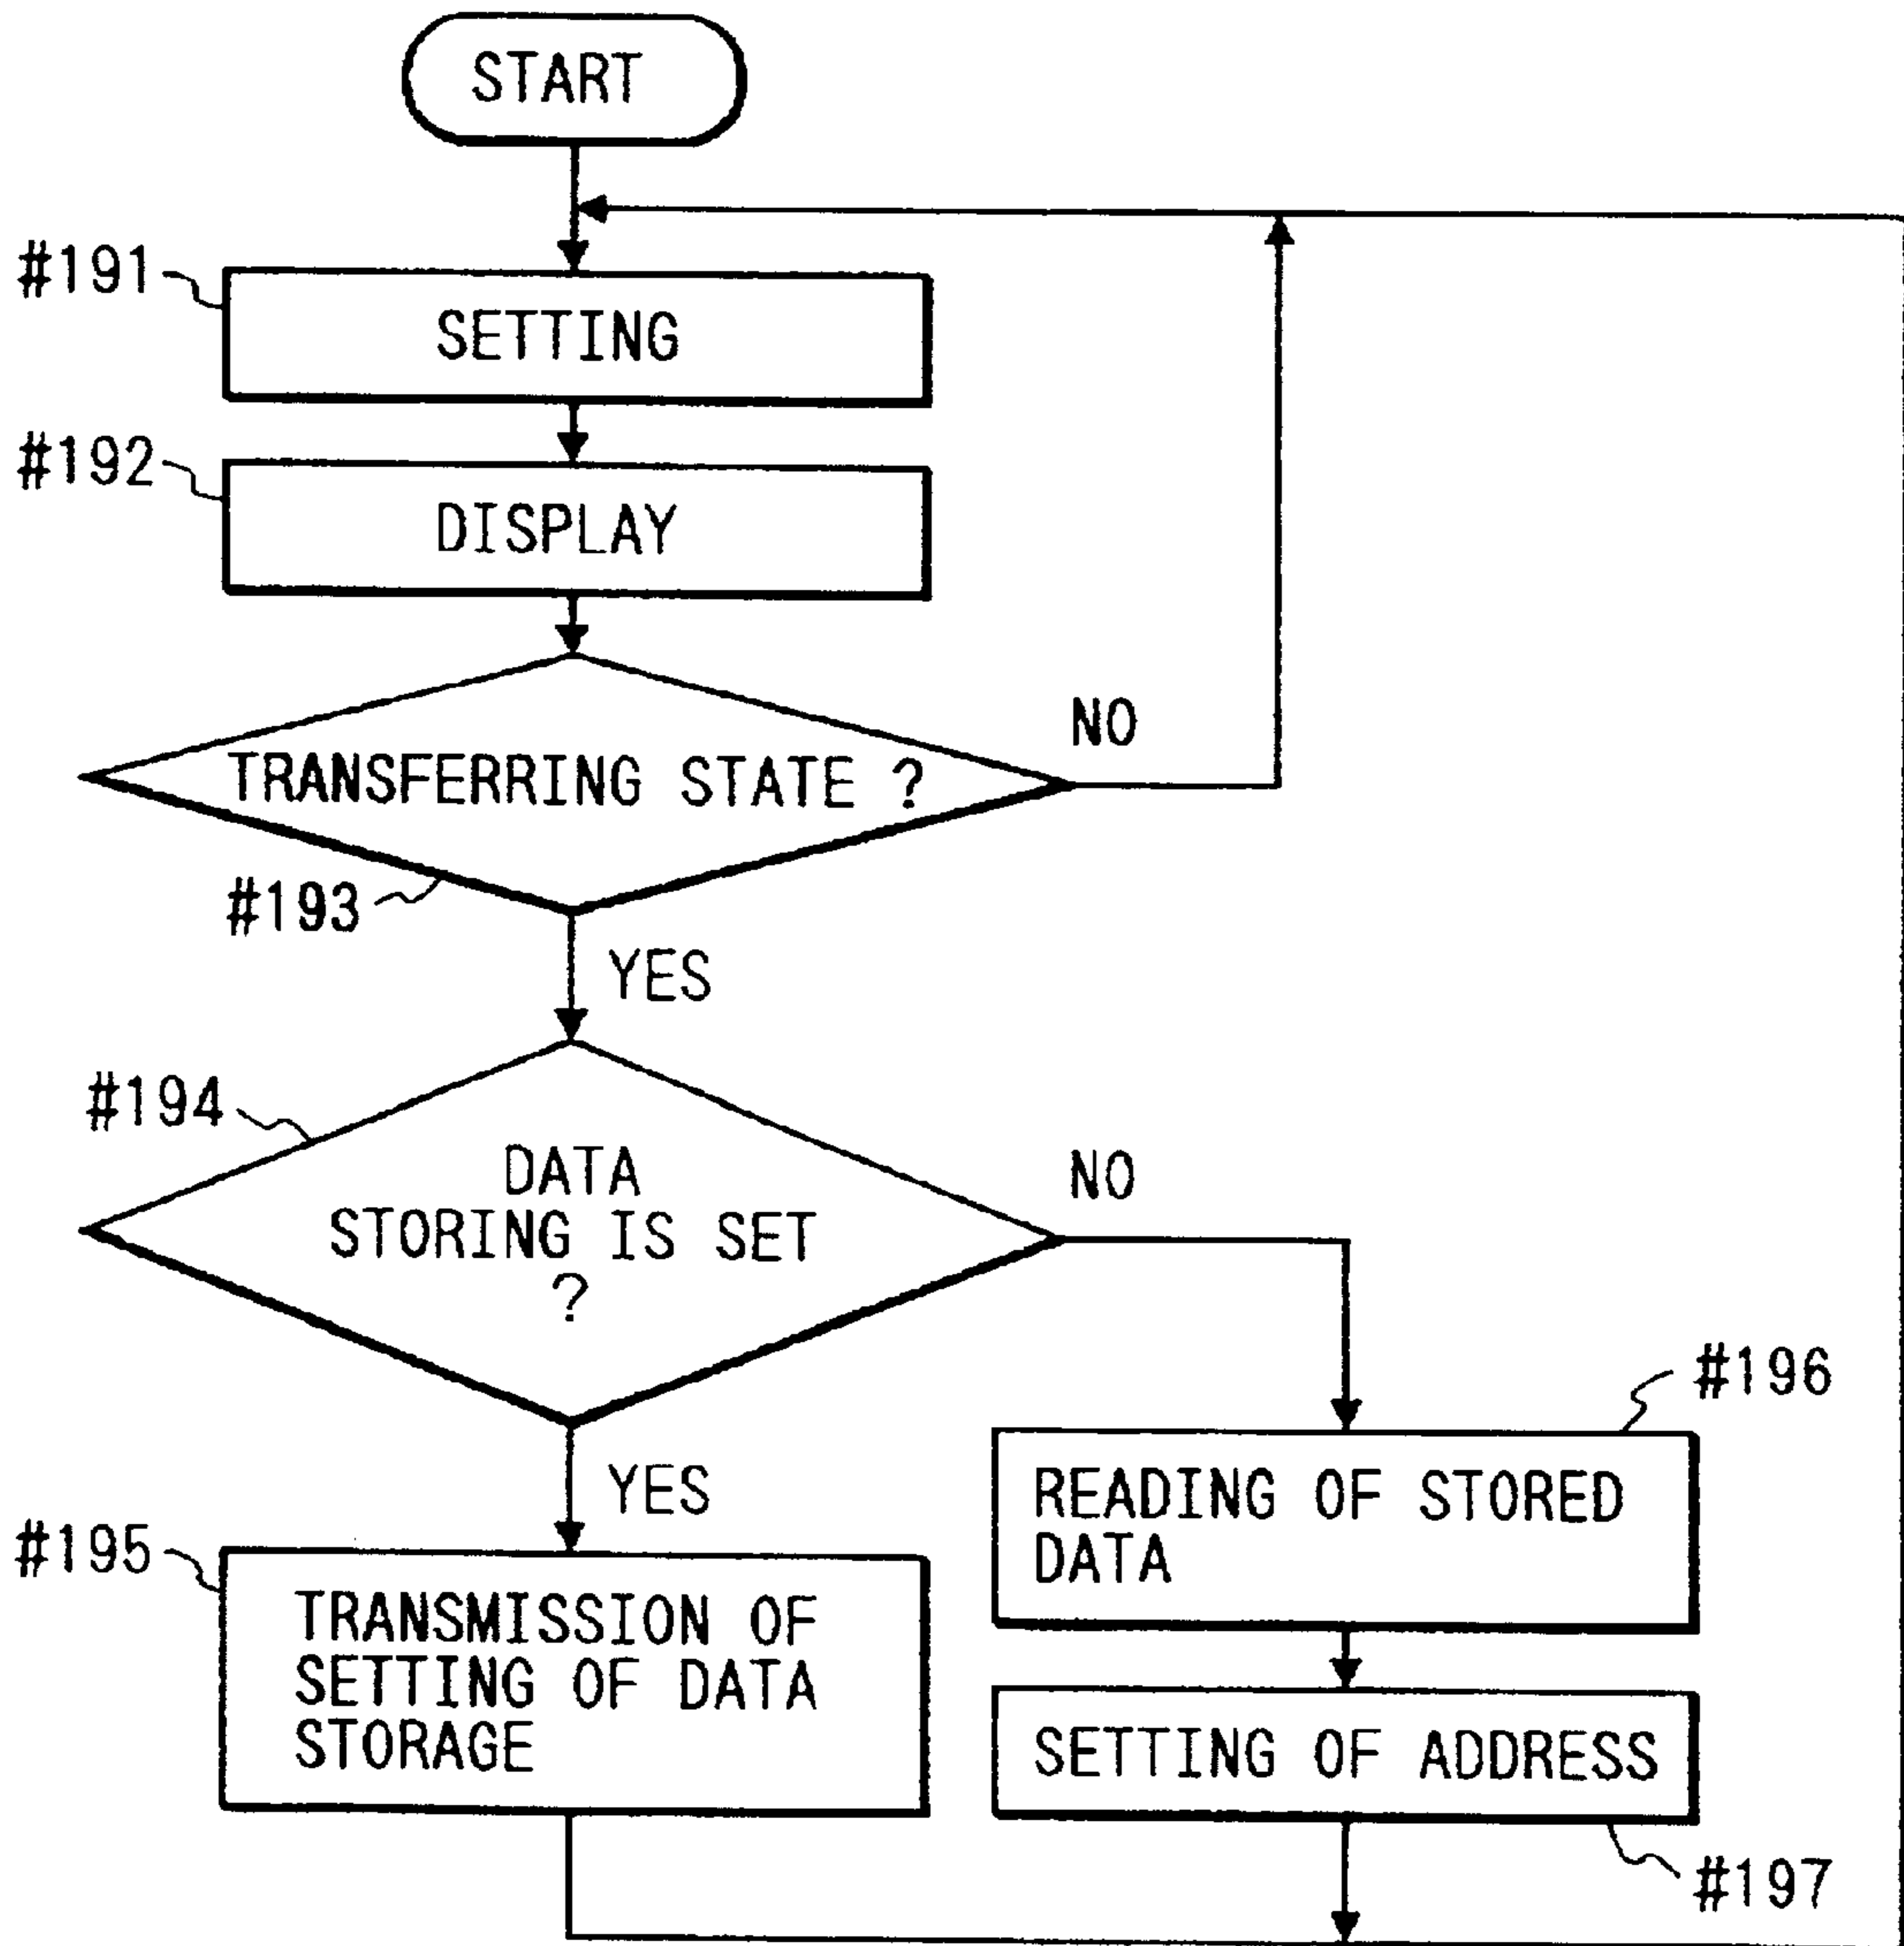 START
#191
SETTING
#192
DISPLAY
TRANSFERRING STATE ?
NO
#193
YES
#194
DATA
STORING IS SET
?
NO
YES
#195
TRANSMISSION OF
SETTING OF DATA
STORAGE
#196
READING OF STORED
DATA
SETTING OF ADDRESS
#197